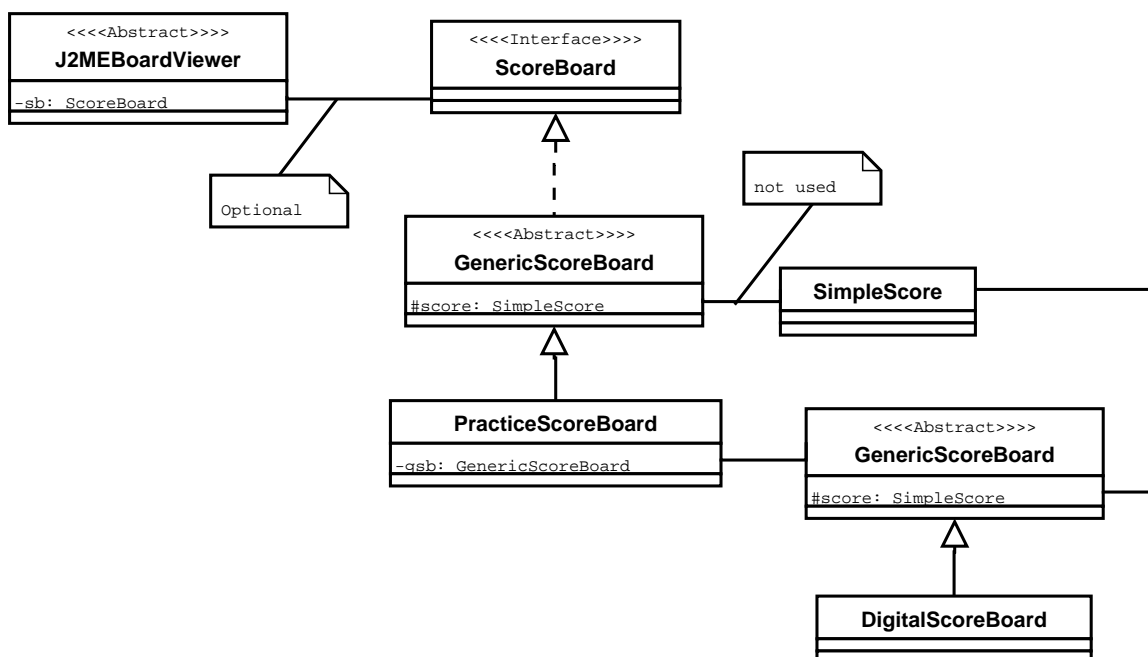 <<<<Abstract>>>>
J2MEBoardViewer
-sb: ScoreBoard
<<<<Interface>>>>
ScoreBoard
Optional
not used
<<<<Abstract>>>>
GenericScoreBoard
#score: SimpleScore
SimpleScore
PracticeScoreBoard
-gsb: GenericScoreBoard
<<<<Abstract>>>>
GenericScoreBoard
#score: SimpleScore
DigitalScoreBoard